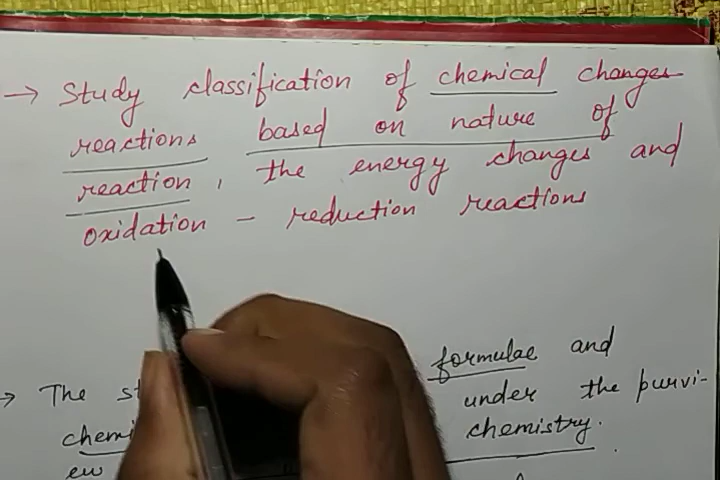 → Study classification of chemical changes
reactions based on nature of
reaction, the energy changes and
oxidation - reduction reactions
formulae and
→ The under the purvi-
chemistry.